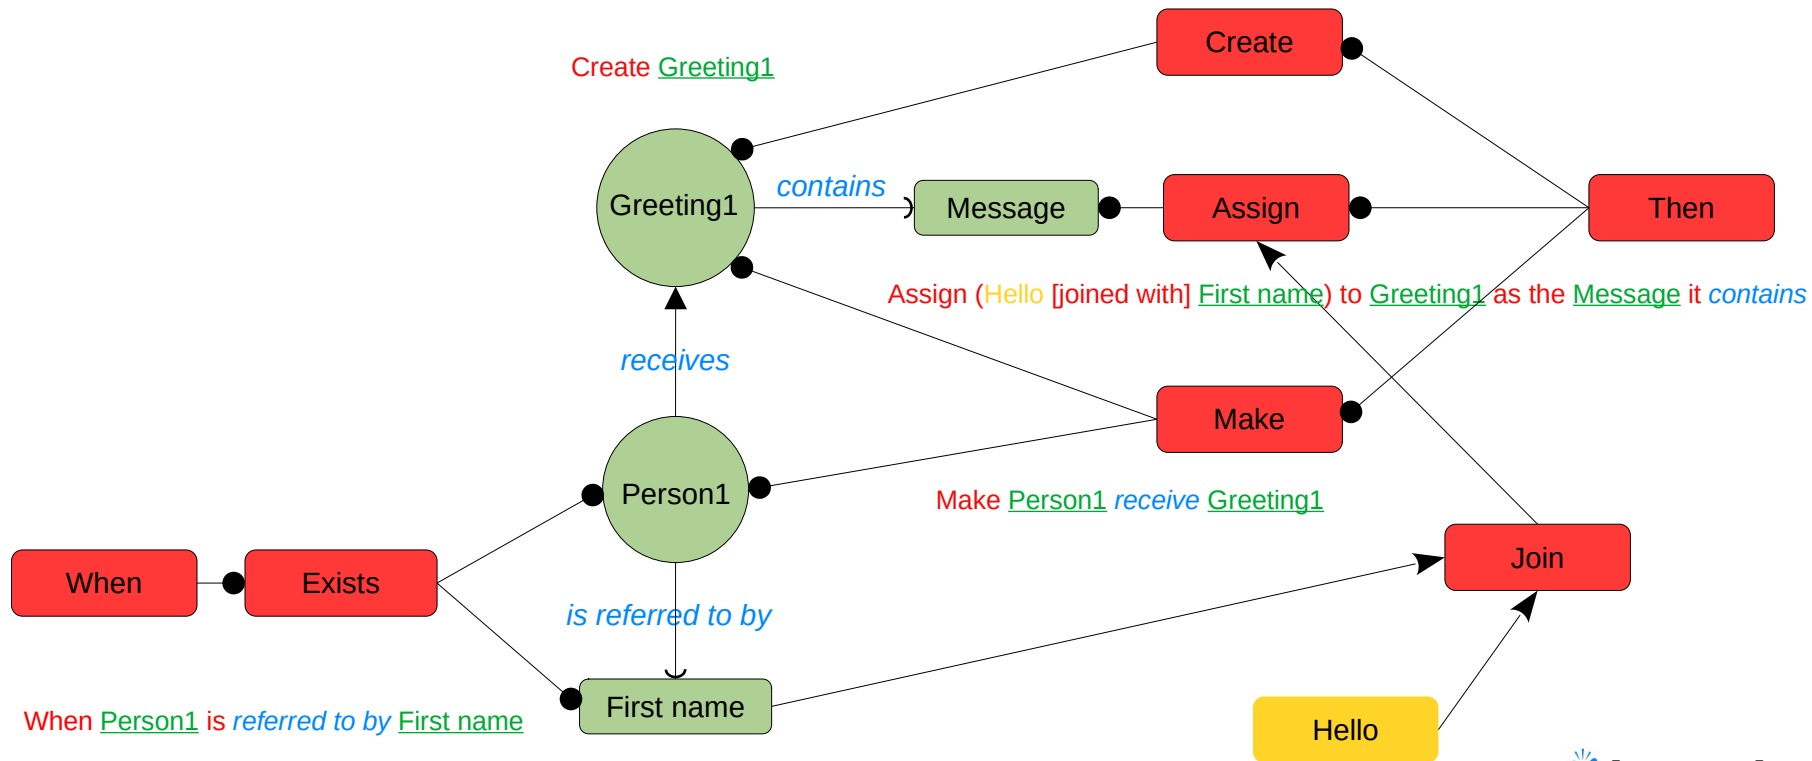 Create
Create Greeting1
contains
Greeting1
Message
Assign
Then
Assign (Hello [joined with] First name) to Greeting1 as the Message it contains
receives
Make
Person1
Make Person1 receive Greeting1
Join
When
Exists
is referred to by
First name
When Person1 is referred to by First name
Hello